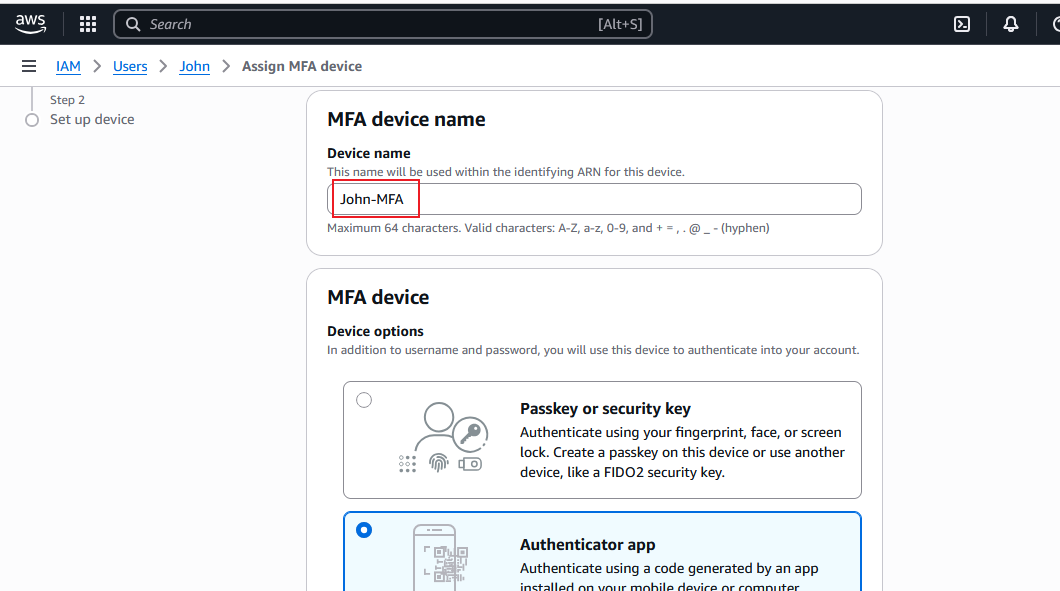 aws
Search [Alt+S]
IAM > Users > John > Assign MFA device
Step 2
Set up device
MFA device name
Device name
This name will be used within the identifying ARN for this device.
John-MFA
Maximum 64 characters. Valid characters: A-Z, a-z, 0-9, and + = , . @ _ - (hyphen)
MFA device
Device options
In addition to username and password, you will use this device to authenticate into your account.
Passkey or security key
Authenticate using your fingerprint, face, or screen
lock. Create a passkey on this device or use another
device, like a FIDO2 security key.
Authenticator app
Authenticate using a code generated by an app
installed on your mobile device or computer.